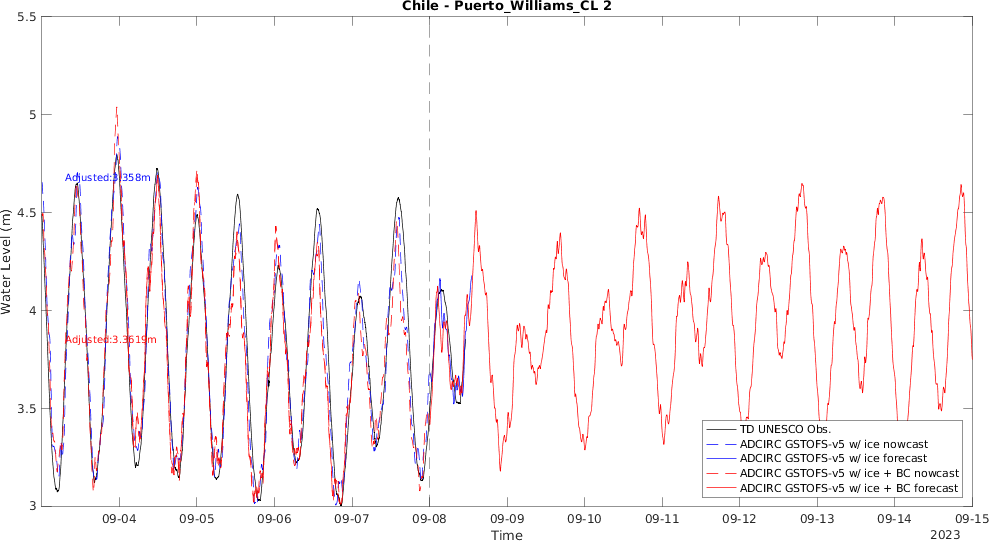 Chile - Puerto_Williams_CL 2
5.5
5
4.5
4
3.5
3
Water Level (m)
Adjusted:3.358m
Adjusted:3.3619m
TD UNESCO Obs.
ADCIRC GSTOFS-v5 w/ ice nowcast
ADCIRC GSTOFS-v5 w/ ice forecast
ADCIRC GSTOFS-v5 w/ ice + BC nowcast
ADCIRC GSTOFS-v5 w/ ice + BC forecast
09-04 09-05 09-06 09-07 09-08 09-09 09-10 09-11 09-12 09-13 09-14 09-15
Time
2023